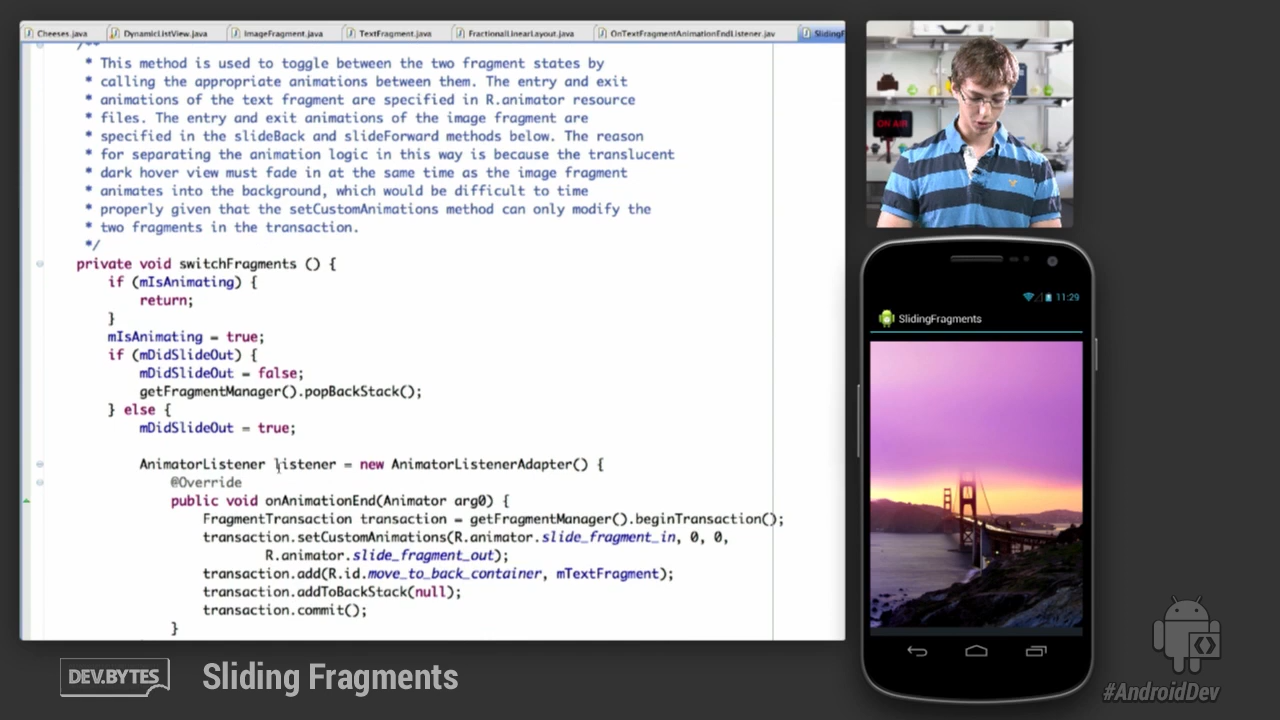 Cheeses.java
DynamicListView.java
ImageFragment.java
TextFragment.java
FractionalLinearLayout.java
OnTextFragmentAnimationEndListener.jav
SlidingF
/**
* This method is used to toggle between the two fragment states by
* calling the appropriate animations between them. The entry and exit
* animations of the text fragment are specified in R.animator resource
* files. The entry and exit animations of the image fragment are
* specified in the slideBack and slideForward methods below. The reason
* for separating the animation logic in this way is because the translucent
* dark hover view must fade in at the same time as the image fragment
* animates into the background, which would be difficult to time
* properly given that the setCustomAnimations method can only modify the
* two fragments in the transaction.
*/
private void switchFragments () {
if (mIsAnimating) {
return;
}
mIsAnimating = true;
if (mDidSlideOut) {
mDidSlideOut = false;
getFragmentManager().popBackStack();
} else {
mDidSlideOut = true;
AnimatorListener listener = new AnimatorListenerAdapter() {
@Override
public void onAnimationEnd(Animator arg0) {
FragmentTransaction transaction = getFragmentManager().beginTransaction();
transaction.setCustomAnimations(R.animator.slide_fragment_in, 0, 0,
R.animator.slide_fragment_out);
transaction.add(R.id.move_to_back_container, mTextFragment);
transaction.addToBackStack(null);
transaction.commit();
}
ON AIR
11:29
SlidingFragments
DEV.BYTES
Sliding Fragments
#AndroidDev